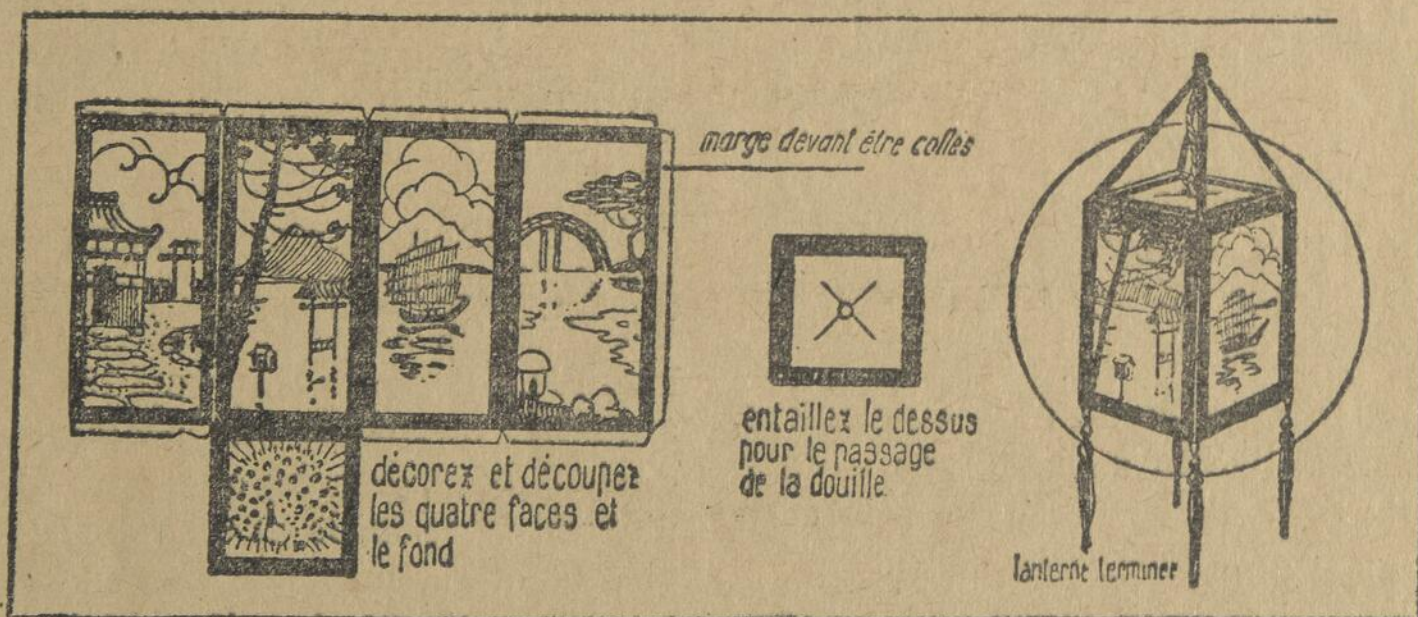 marge devant être collés
décorez et découpez
les quatre faces et
le fond
entaillez le dessus
pour le passage
de la douille.
lanterne terminee